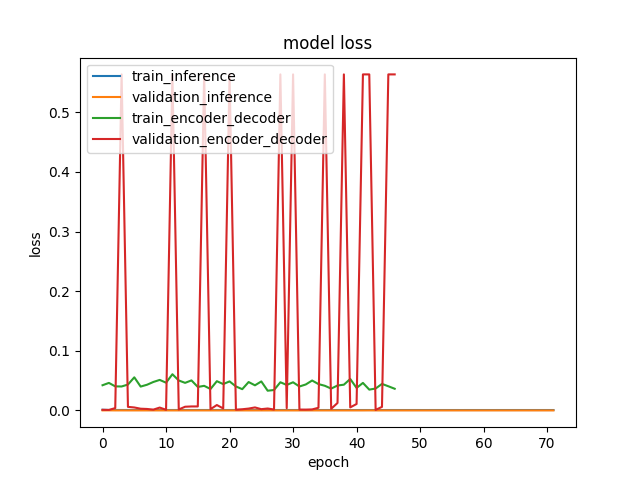 model loss
train_inference
validation_inference
train_encoder_decoder
validation_encoder_decoder
loss
0.5
0.4
0.3
0.2
0.1
0.0
0 10 20 30 40 50 60 70
epoch